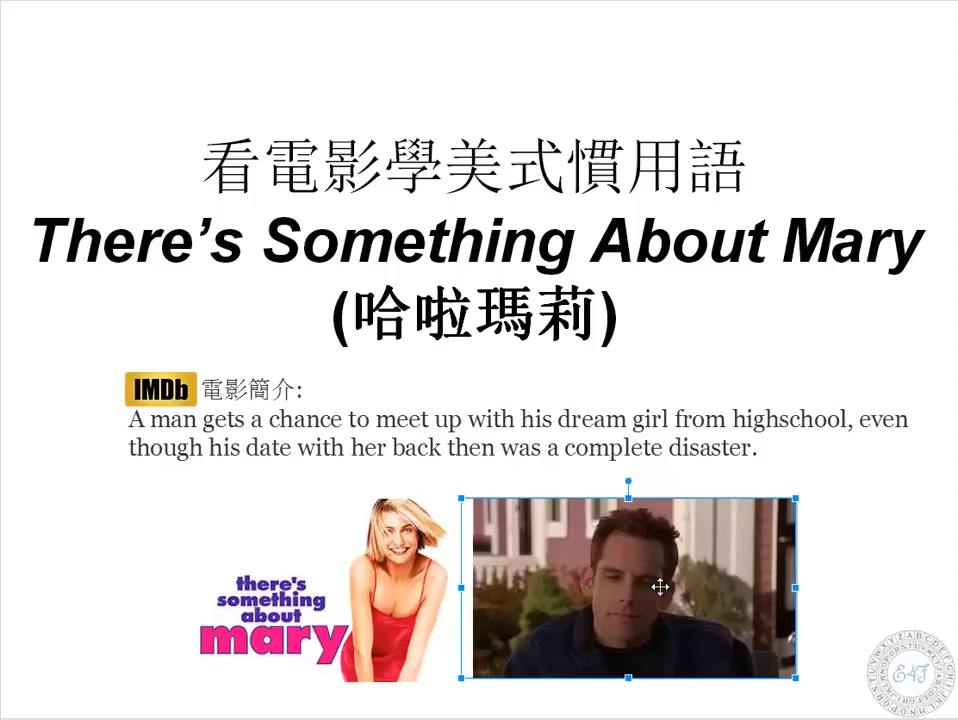 看電影學美式慣用語
There’s Something About Mary
(哈啦瑪莉)
IMDb 電影簡介:
A man gets a chance to meet up with his dream girl from highschool, even
though his date with her back then was a complete disaster.
there's
something
about
mary
E4F